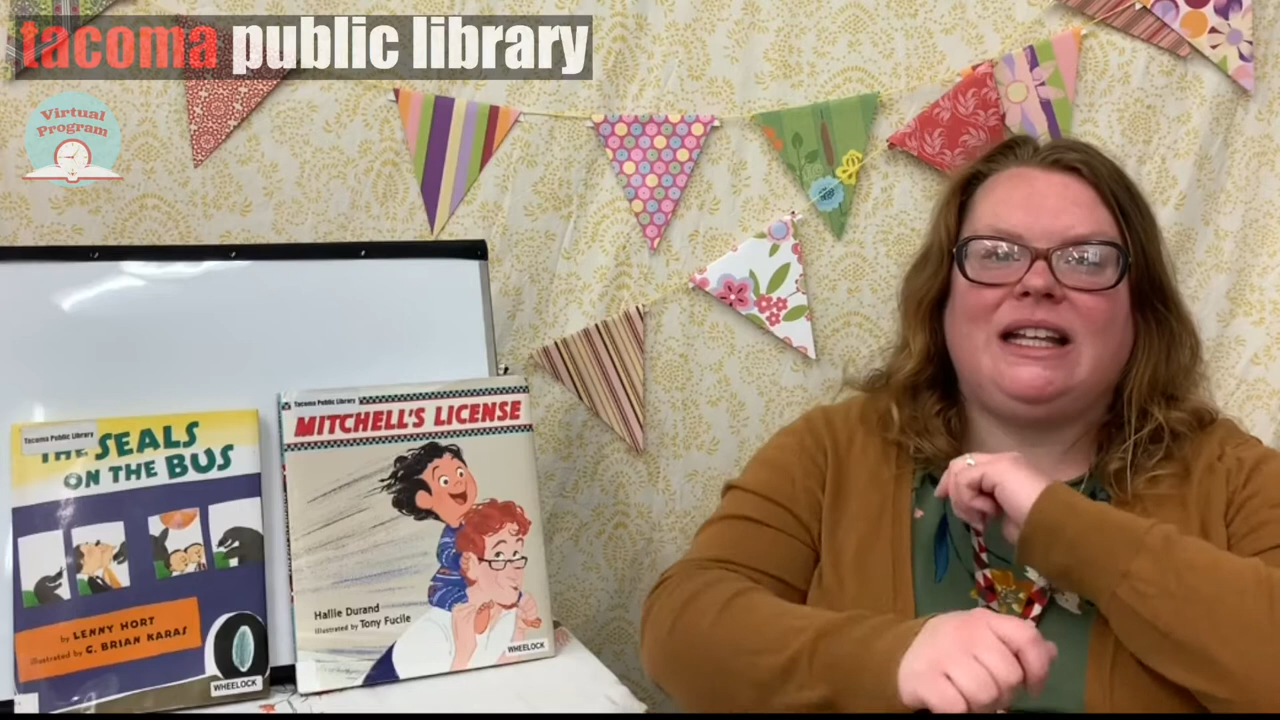 tacoma public library
Virtual
Program
Tacoma Public Library
THE SEALS
ON THE BUS
by LENNY HORT
illustrated by G. BRIAN KARAS
WHEELOCK
Tacoma Public Library
MITCHELL'S LICENSE
Hallie Durand
illustrated by Tony Fucile
WHEELOCK